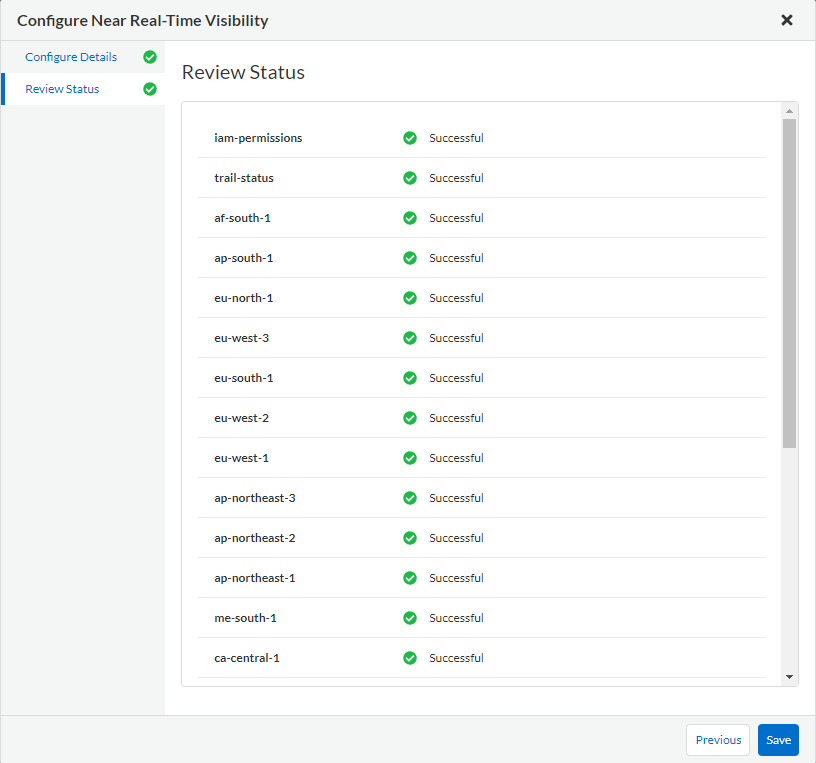 Configure Near Real-Time Visibility
Configure Details
Review Status
Review Status
iam-permissions Successful
trail-status Successful
af-south-1 Successful
ap-south-1 Successful
eu-north-1 Successful
eu-west-3 Successful
eu-south-1 Successful
eu-west-2 Successful
eu-west-1 Successful
ap-northeast-3 Successful
ap-northeast-2 Successful
ap-northeast-1 Successful
me-south-1 Successful
ca-central-1 Successful
Previous Save